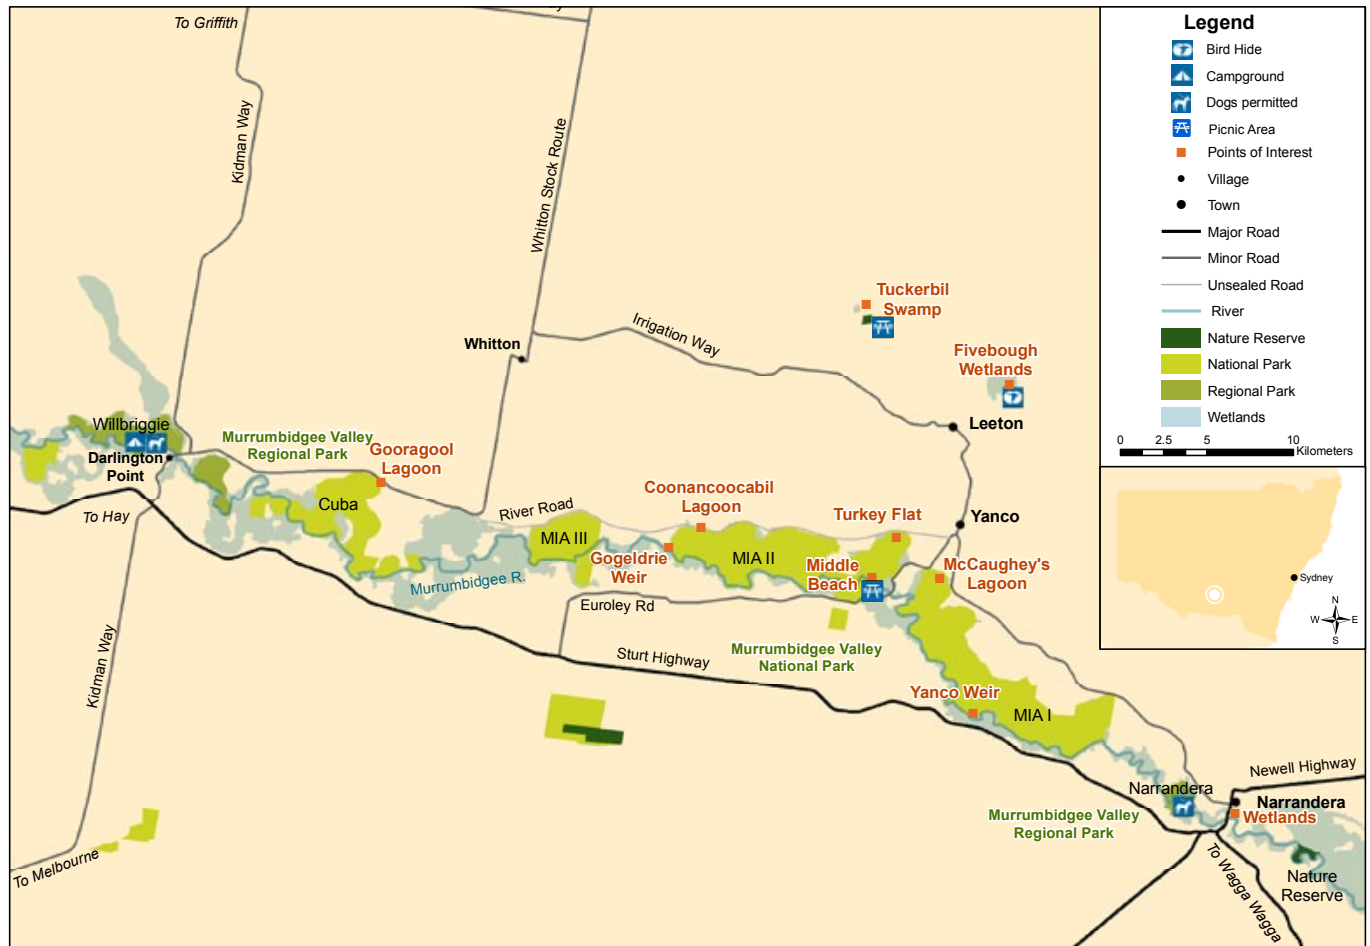 To Griffith
Kidman Way
Whitton Stock Route
Legend
Bird Hide
Campground
Dogs permitted
Picnic Area
Points of Interest
Village
Town
Major Road
Minor Road
Unsealed Road
River
Nature Reserve
National Park
Regional Park
Wetlands
0 2.5 5 10
Kilometers
Sydney
N
W E
S
Tuckerbil
Swamp
Irrigation Way
Whitton
Fivebough
Wetlands
Leeton
Willbriggie
Darlington
Point
Murrumbidgee Valley
Regional Park
Gooragool
Lagoon
Cuba
To Hay
River Road
Coonancoocabil
Lagoon
Turkey Flat
Yanco
MIA III
Gogeldrie
Weir
MIA II
Middle
Beach
McCaughey's
Lagoon
Murrumbidgee R.
Euroley Rd
Kidman Way
Sturt Highway
Murrumbidgee Valley
National Park
Yanco Weir
MIA I
Newell Highway
Narrandera
Narrandera
Wetlands
Murrumbidgee Valley
Regional Park
To Melbourne
To Wagga Wagga
Nature
Reserve